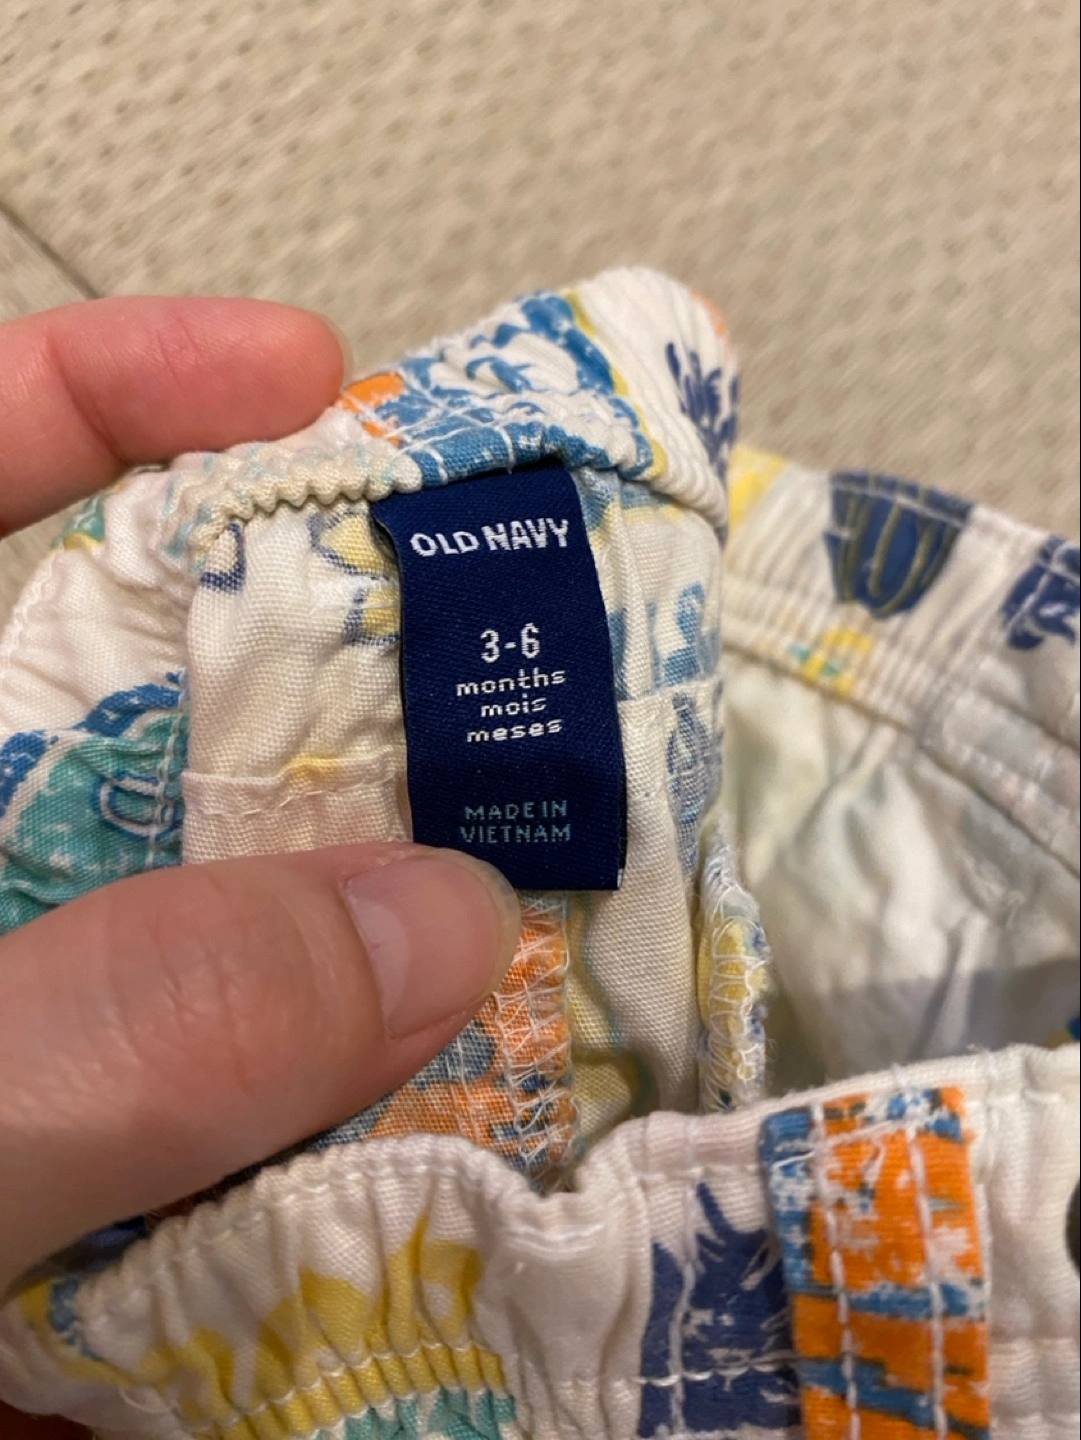 OLD NAVY
3-6
months
mois
meses
MADE IN
VIETNAM